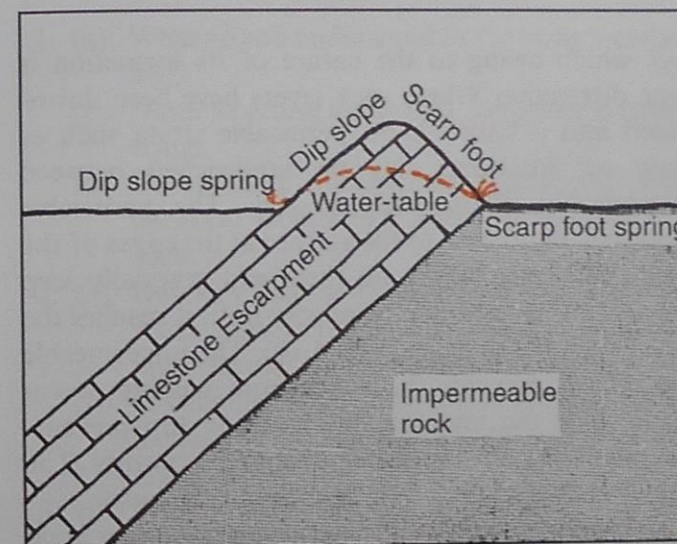 Dip slope
Scarp foot
Dip slope spring
Water-table
Scarp foot spring
Limestone Escarpment
Impermeable
rock